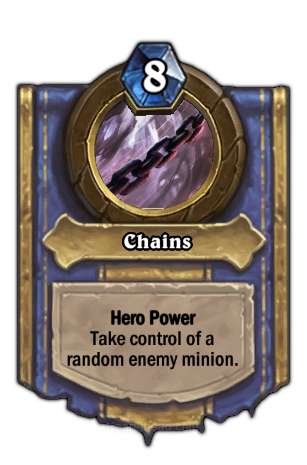 8
Chains
Hero Power
Take control of a
random enemy minion.